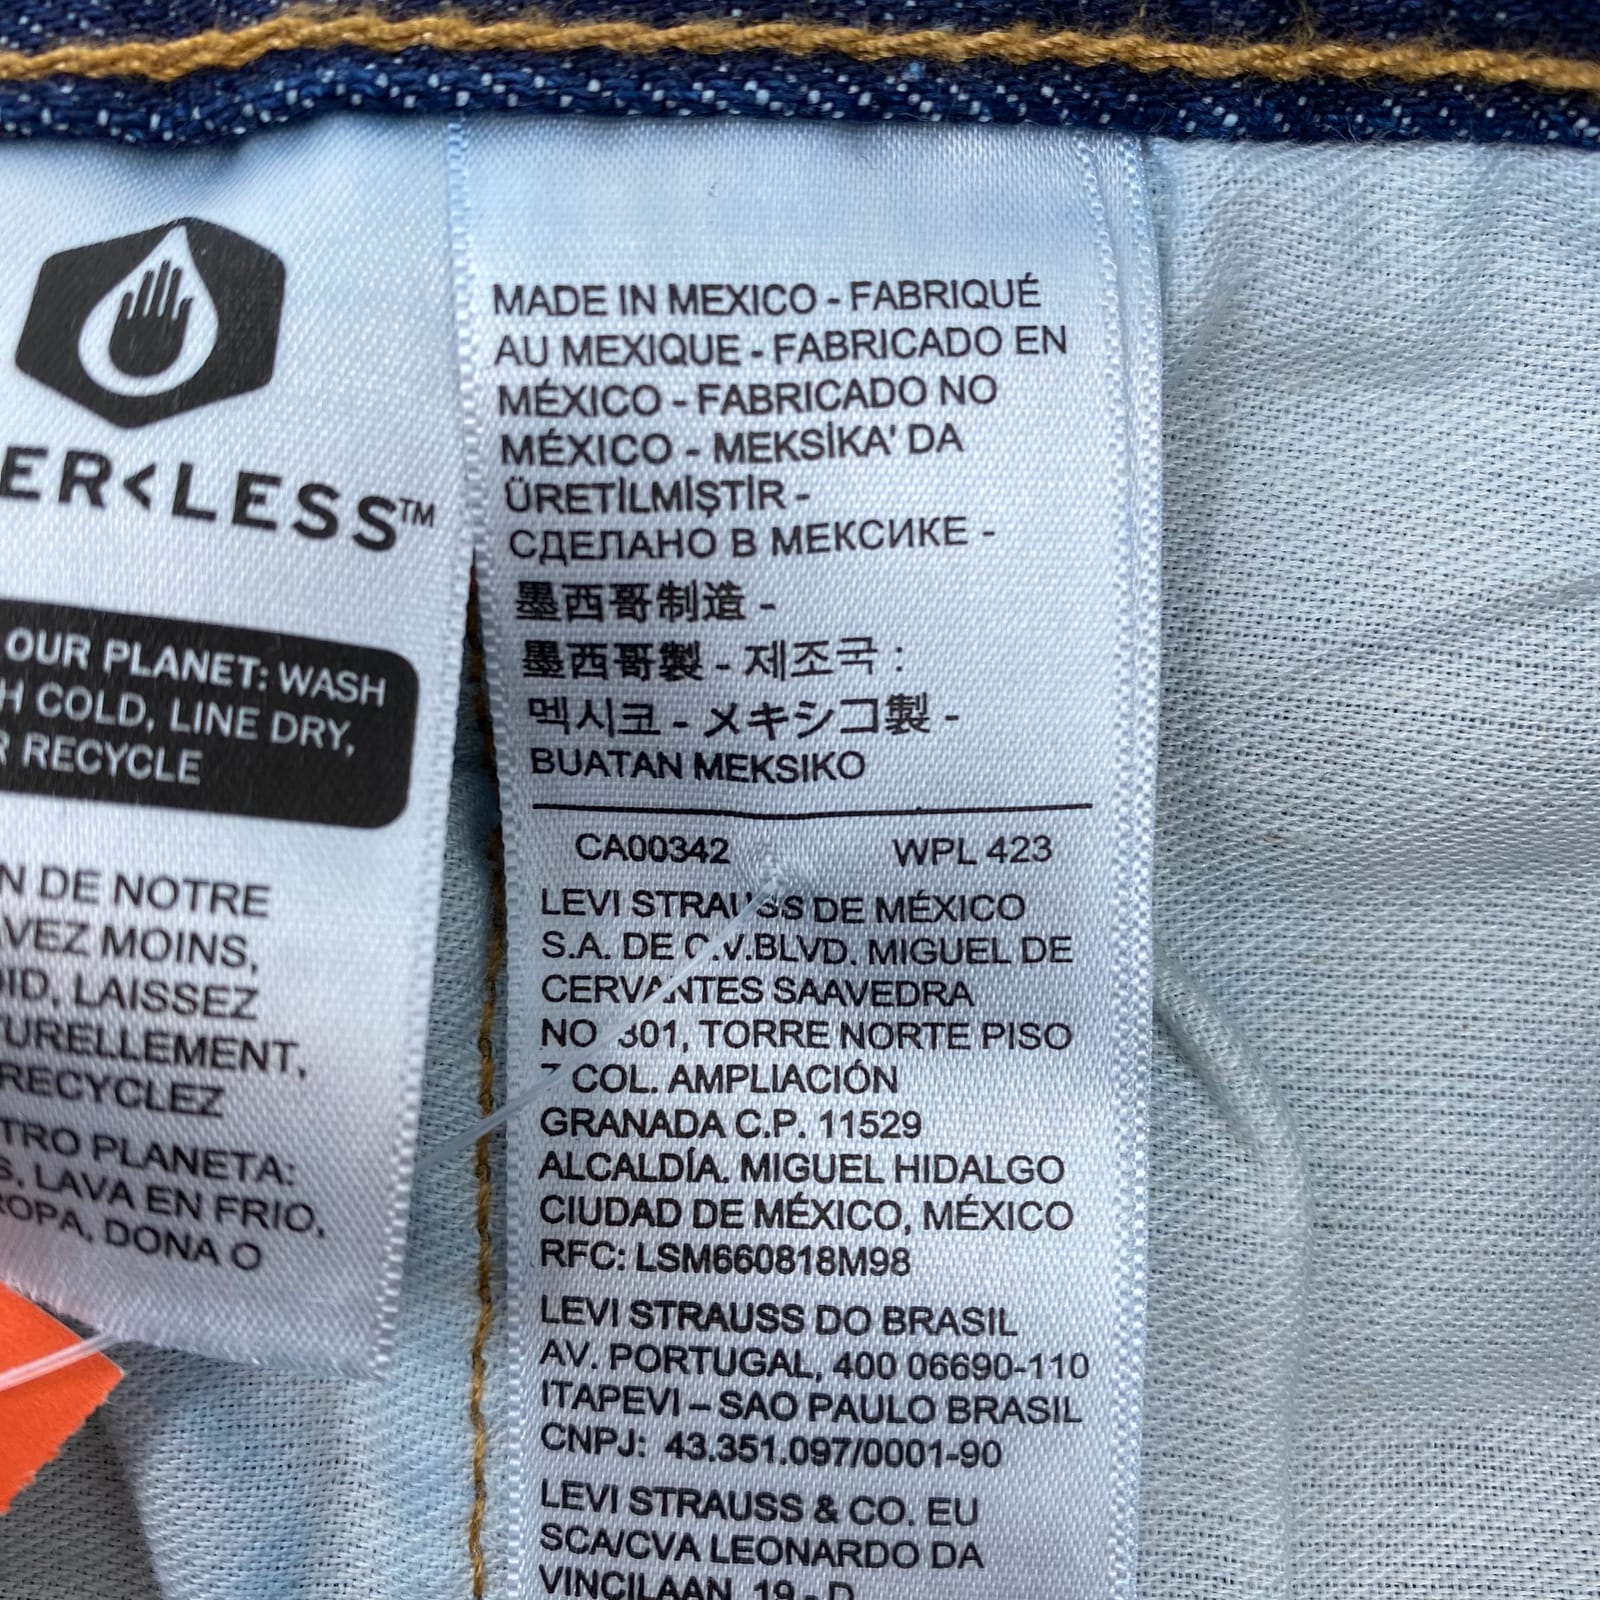 ER<LESS™
OUR PLANET: WASH
H COLD, LINE DRY,
R RECYCLE
N DE NOTRE
VEZ MOINS,
ID, LAISSEZ
TURELLEMENT,
RECYCLEZ
TRO PLANETA:
S, LAVA EN FRIO,
ROPA, DONA O
MADE IN MEXICO - FABRIQUÉ
AU MEXIQUE - FABRICADO EN
MÉXICO - FABRICADO NO
MÉXICO - MEKSİKA' DA
ÜRETİLMİŞTİR -
СДЕЛАНО В МЕКСИКЕ -
墨西哥制造 -
墨西哥製 - 제조국 :
멕시코 - メキシコ製 -
BUATAN MEKSIKO
CA00342 WPL 423
LEVI STRAUSS DE MÉXICO
S.A. DE C.V.BLVD. MIGUEL DE
CERVANTES SAAVEDRA
NO 301, TORRE NORTE PISO
7 COL. AMPLIACIÓN
GRANADA C.P. 11529
ALCALDÍA. MIGUEL HIDALGO
CIUDAD DE MÉXICO, MÉXICO
RFC: LSM660818M98
LEVI STRAUSS DO BRASIL
AV. PORTUGAL, 400 06690-110
ITAPEVI – SAO PAULO BRASIL
CNPJ: 43.351.097/0001-90
LEVI STRAUSS & CO. EU
SCA/CVA LEONARDO DA
VINCILAAN 19 - D